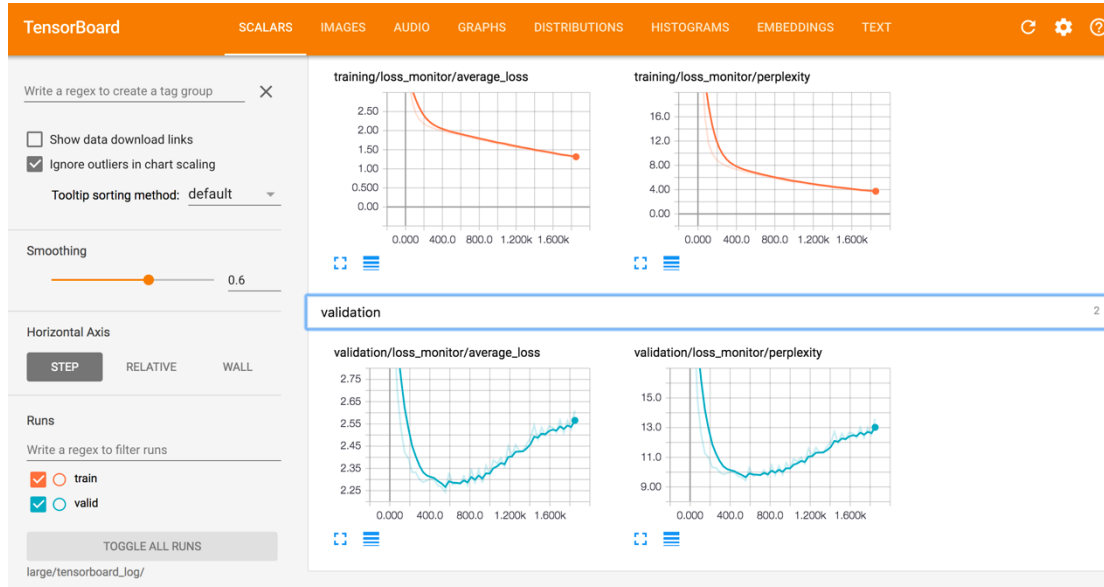 TensorBoard SCALARS IMAGES AUDIO GRAPHS DISTRIBUTIONS HISTOGRAMS EMBEDDINGS TEXT
Write a regex to create a tag group
Show data download links
Ignore outliers in chart scaling
Tooltip sorting method: default
Smoothing
0.6
Horizontal Axis
STEP RELATIVE WALL
Runs
Write a regex to filter runs
train
valid
TOGGLE ALL RUNS
large/tensorboard_log/
training/loss_monitor/average_loss
2.50
2.00
1.50
1.00
0.500
0.00
0.000 400.0 800.0 1.200k 1.600k
training/loss_monitor/perplexity
16.0
12.0
8.00
4.00
0.00
0.000 400.0 800.0 1.200k 1.600k
validation 2
validation/loss_monitor/average_loss
2.75
2.65
2.55
2.45
2.35
2.25
0.000 400.0 800.0 1.200k 1.600k
validation/loss_monitor/perplexity
15.0
13.0
11.0
9.00
0.000 400.0 800.0 1.200k 1.600k